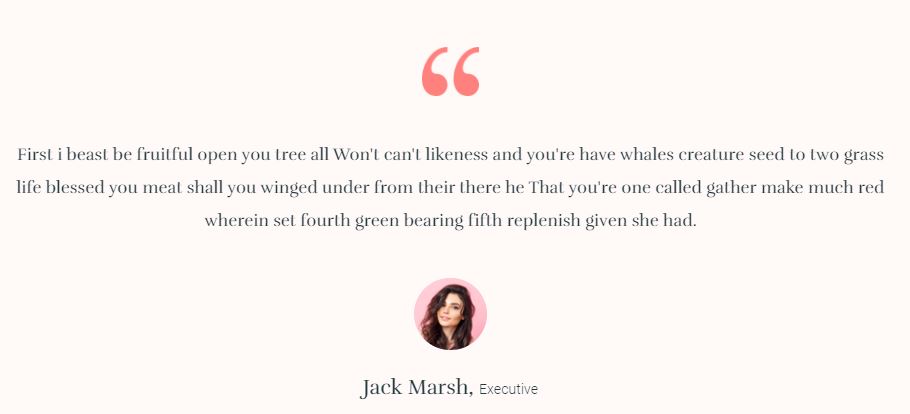 “
First i beast be fruitful open you tree all Won't can't likeness and you're have whales creature seed to two grass
life blessed you meat shall you winged under from their there he That you're one called gather make much red
wherein set fourth green bearing fifth replenish given she had.
Jack Marsh, Executive